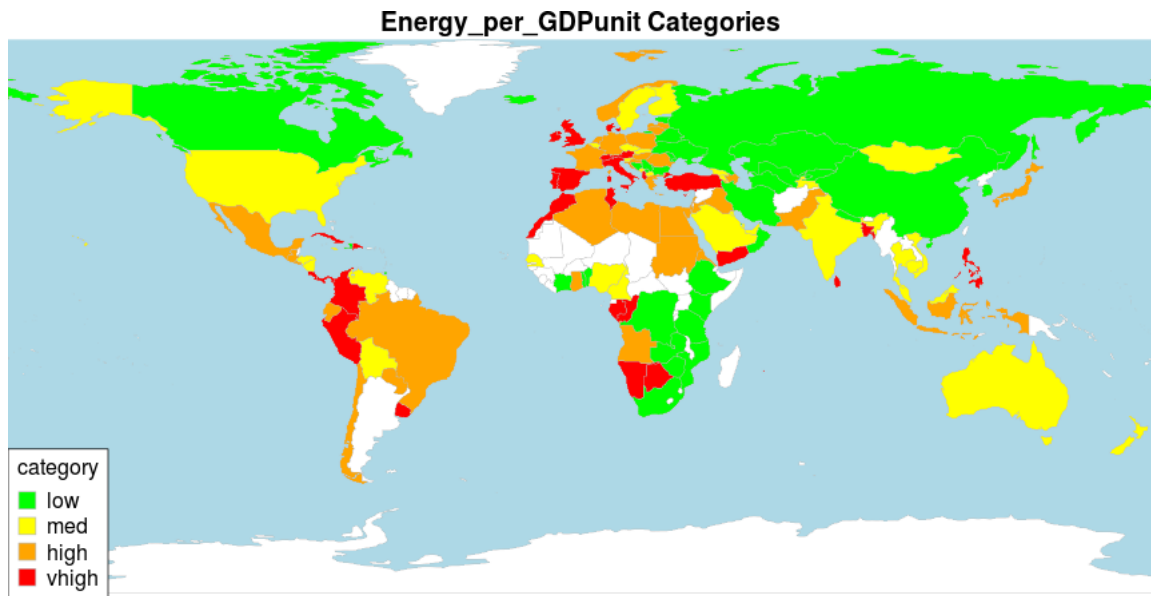 Energy_per_GDPunit Categories
category
low
med
high
vhigh